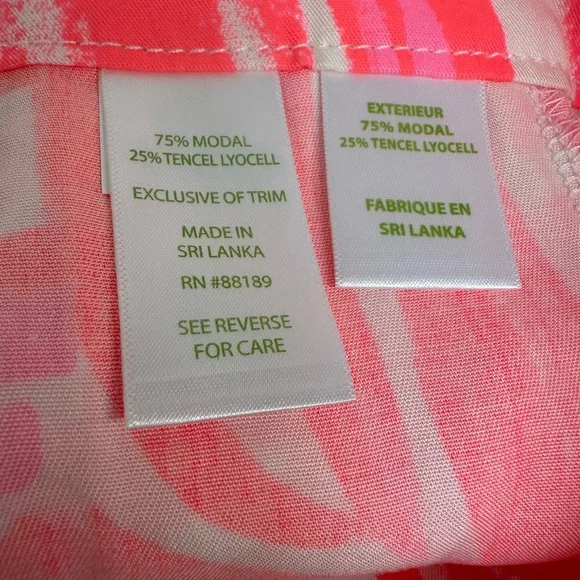 75% MODAL
25% TENCEL LYOCELL
EXCLUSIVE OF TRIM
MADE IN
SRI LANKA
RN #88189
SEE REVERSE
FOR CARE
EXTERIEUR
75% MODAL
25% TENCEL LYOCELL
FABRIQUE EN
SRI LANKA